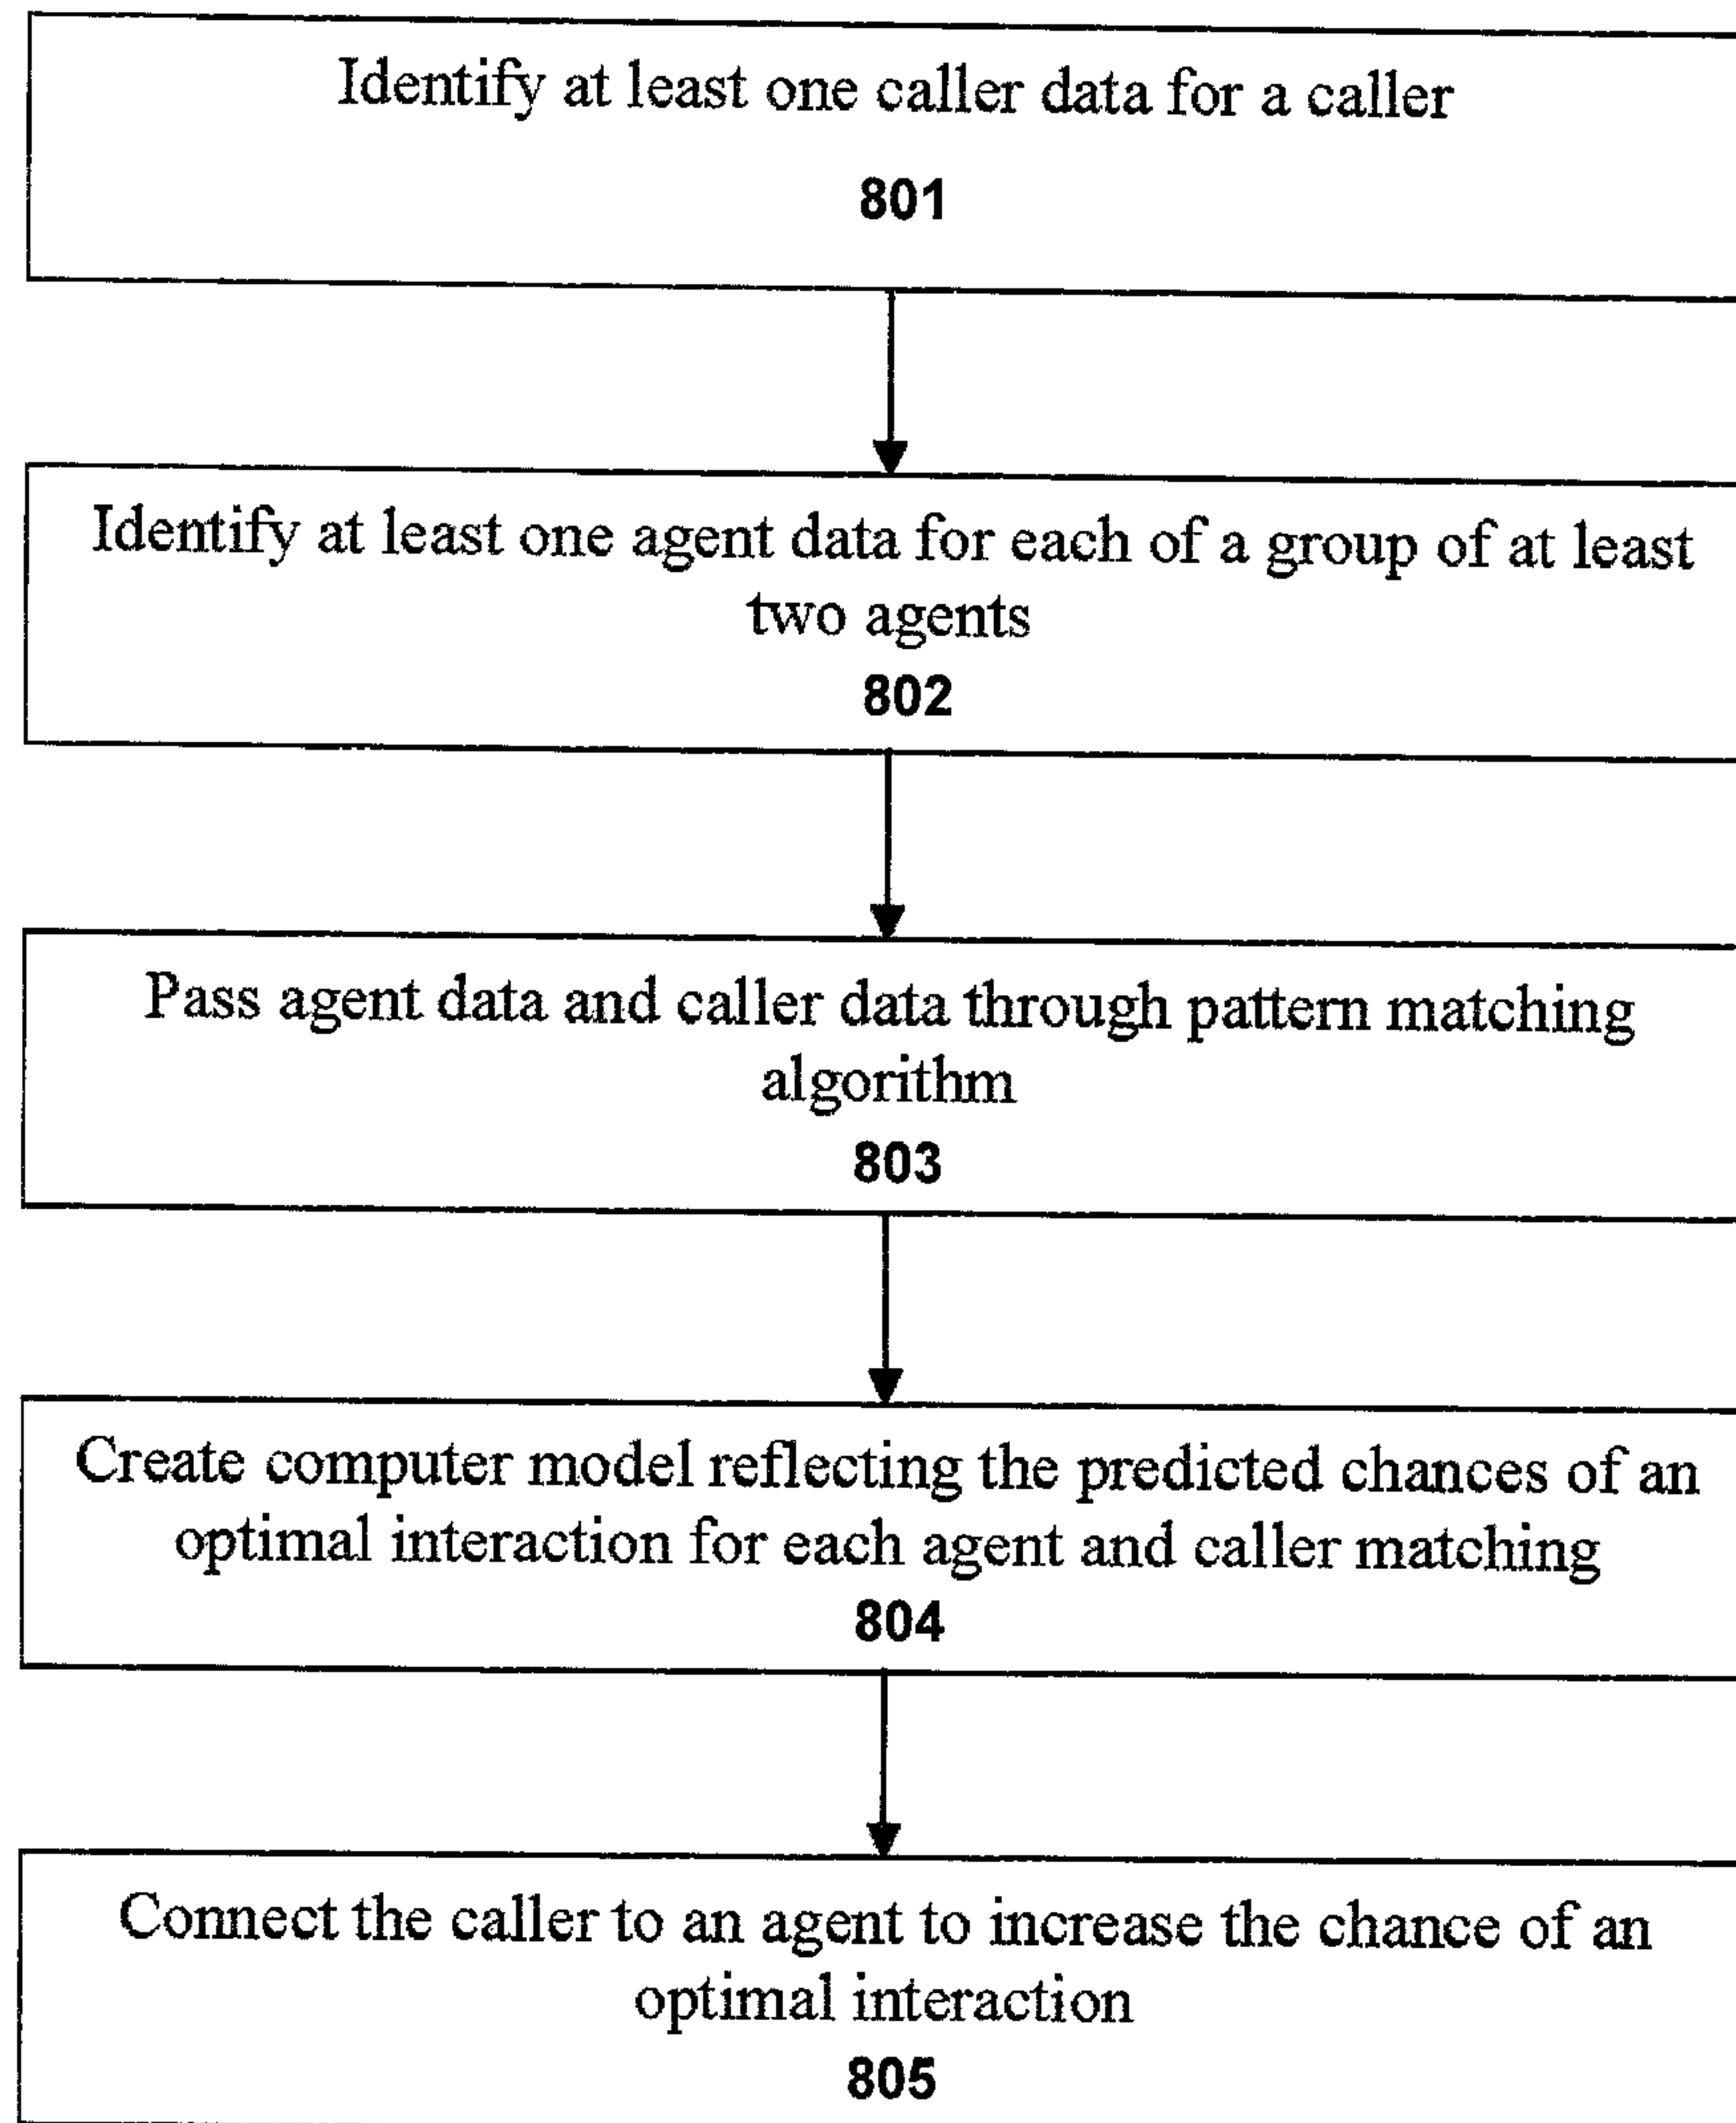 Identify at least one caller data for a caller
801
Identify at least one agent data for each of a group of at least
two agents
802
Pass agent data and caller data through pattern matching
algorithm
803
Create computer model reflecting the predicted chances of an
optimal interaction for each agent and caller matching
804
Connect the caller to an agent to increase the chance of an
optimal interaction
805